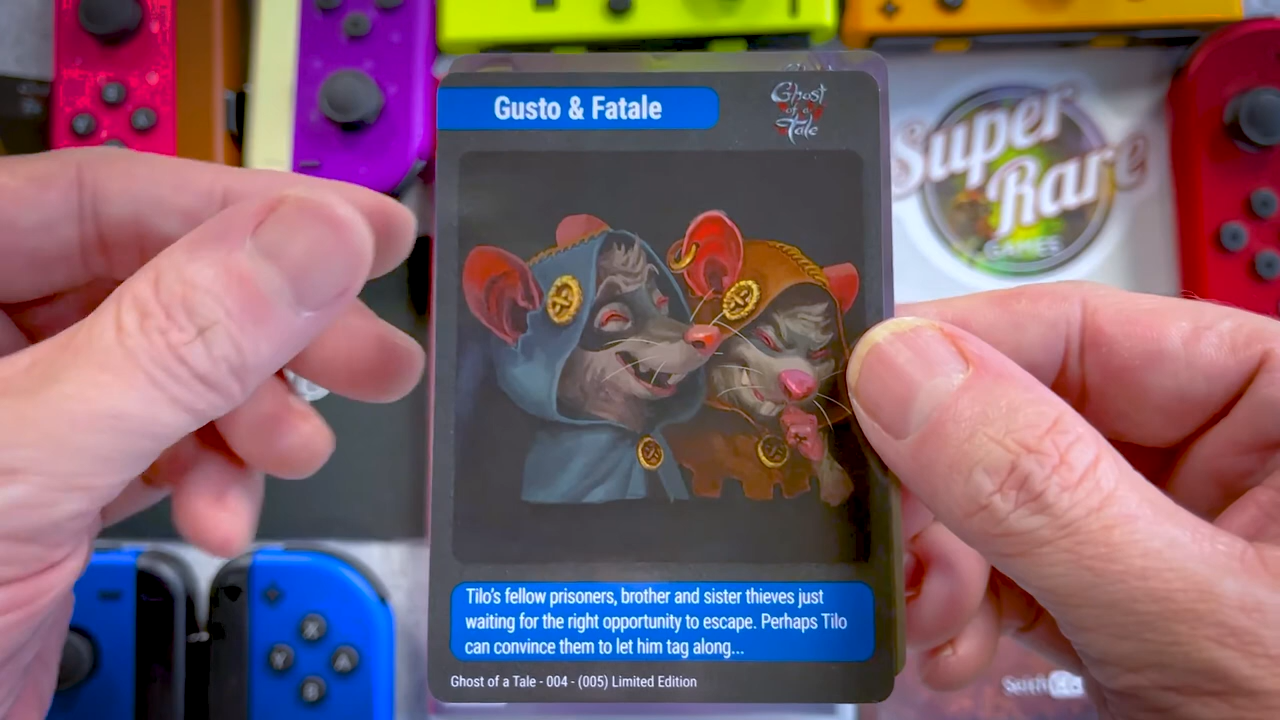 Gusto & Fatale
Ghost
of a
Tale
Super
Rare
GAMES
X
Y
A
B
Tilo's fellow prisoners, brother and sister thieves just
waiting for the right opportunity to escape. Perhaps Tilo
can convince them to let him tag along...
Ghost of a Tale - 004 - (005) Limited Edition